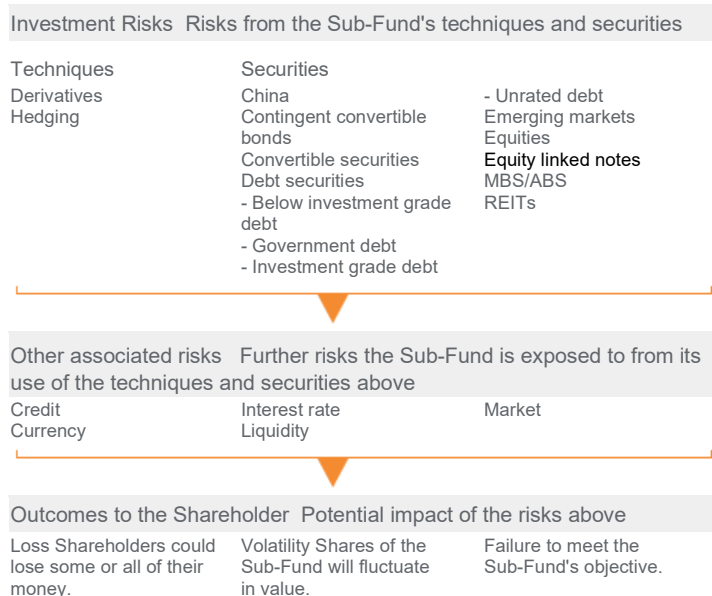 Investment Risks Risks from the Sub-Fund's techniques and securities
Techniques
Derivatives
Hedging
Securities
China
Contingent convertible
bonds
Convertible securities
Debt securities
- Below investment grade
debt
- Government debt
- Investment grade debt
- Unrated debt
Emerging markets
Equities
Equity linked notes
MBS/ABS
REITs
Other associated risks Further risks the Sub-Fund is exposed to from its
use of the techniques and securities above
Credit
Currency
Interest rate
Liquidity
Market
Outcomes to the Shareholder Potential impact of the risks above
Loss Shareholders could
lose some or all of their
money.
Volatility Shares of the
Sub-Fund will fluctuate
in value.
Failure to meet the
Sub-Fund's objective.